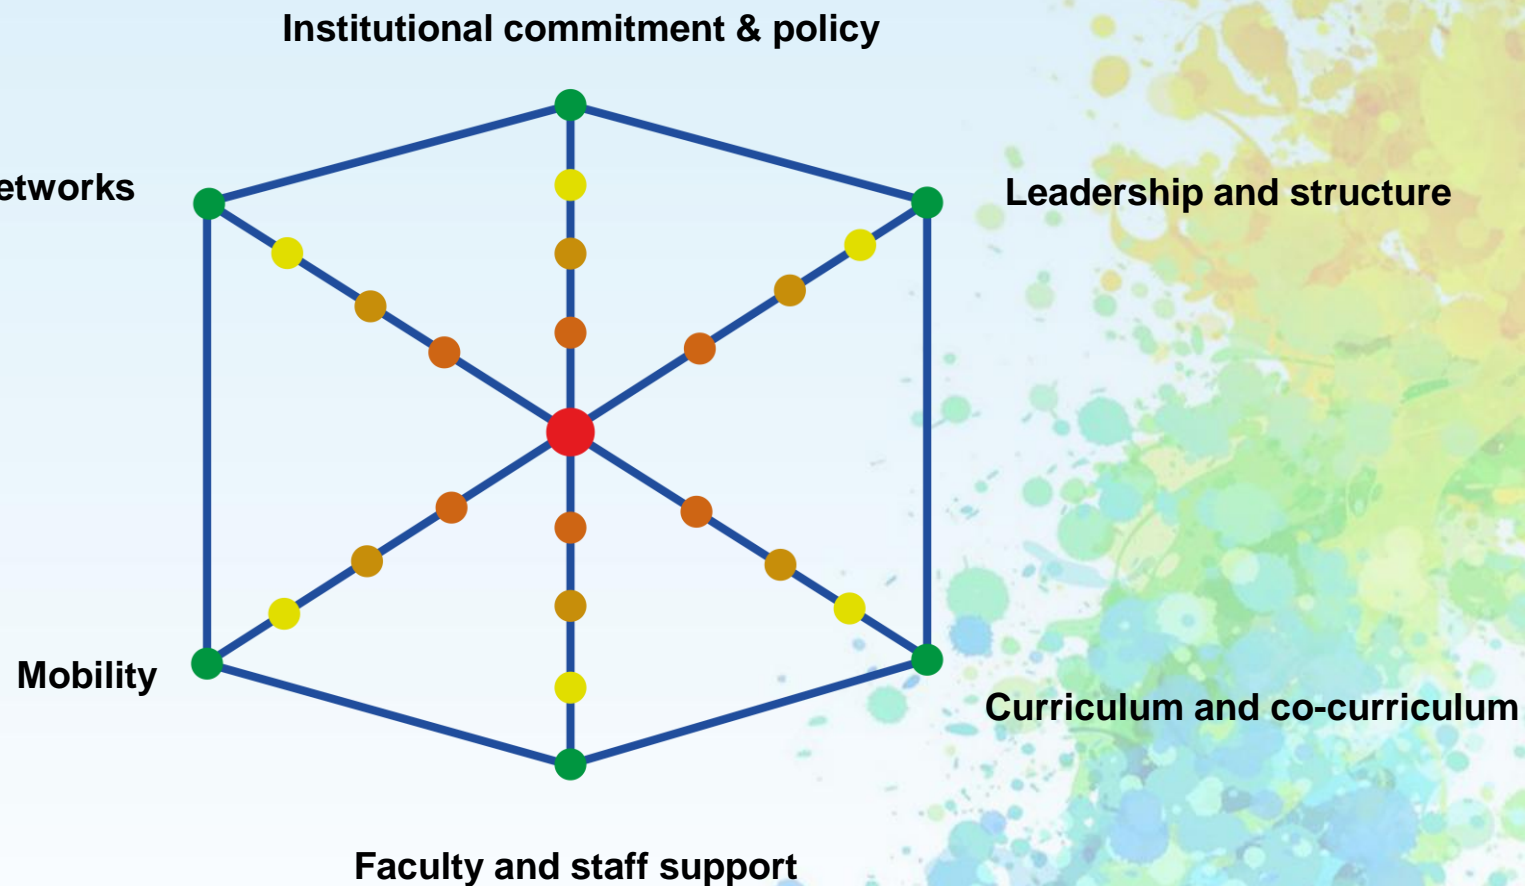 Institutional commitment & policy
etworks
Leadership and structure
Mobility
Curriculum and co-curriculum
Faculty and staff support